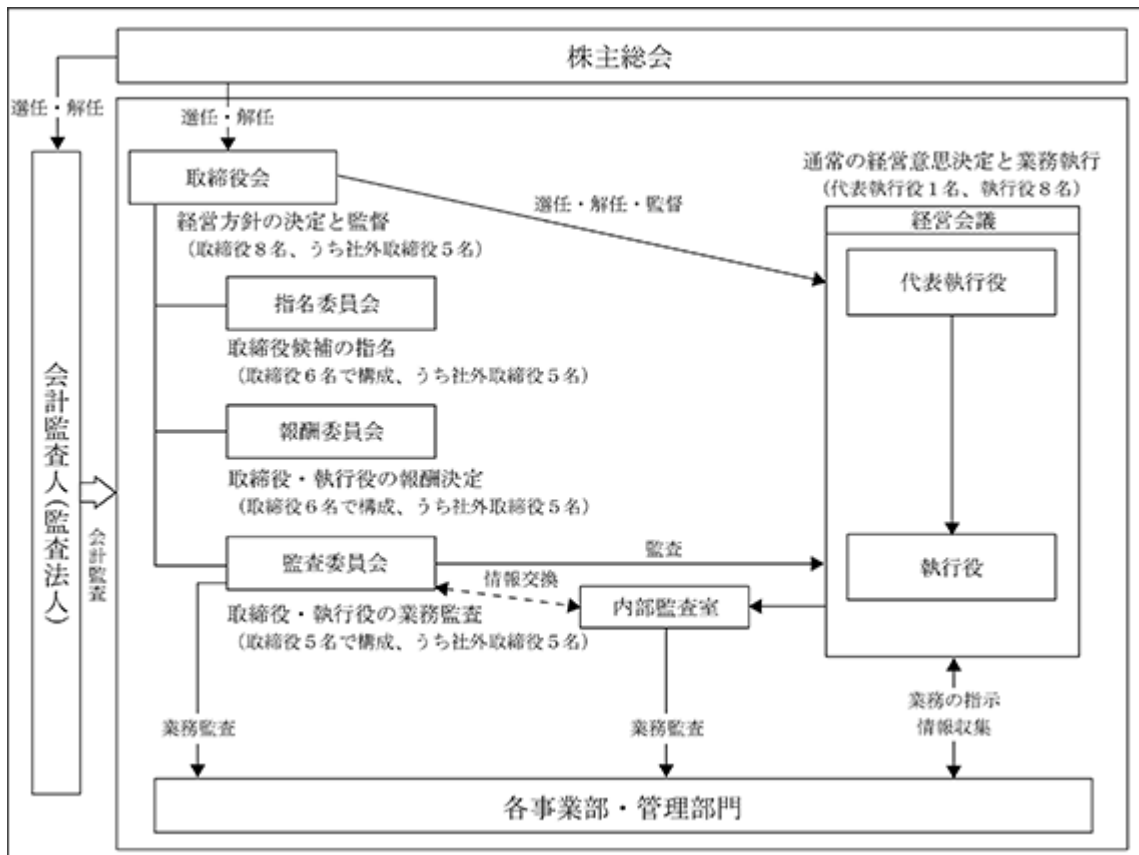 株主総会
選任・解任
選任・解任
取締役会
経営方針の決定と監督
(取締役8名、うち社外取締役5名)
選任・解任・監督
通常の経営意思決定と業務執行
(代表執行役1名、執行役8名)
経営会議
代表執行役
指名委員会
取締役候補の指名
(取締役6名で構成、うち社外取締役5名)
報酬委員会
取締役・執行役の報酬決定
(取締役6名で構成、うち社外取締役5名)
会計監査人(監査法人)
会計監査
監査委員会
監査
執行役
情報交換
内部監査室
取締役・執行役の業務監査
(取締役5名で構成、うち社外取締役5名)
業務監査
業務監査
業務の指示
情報収集
各事業部・管理部門